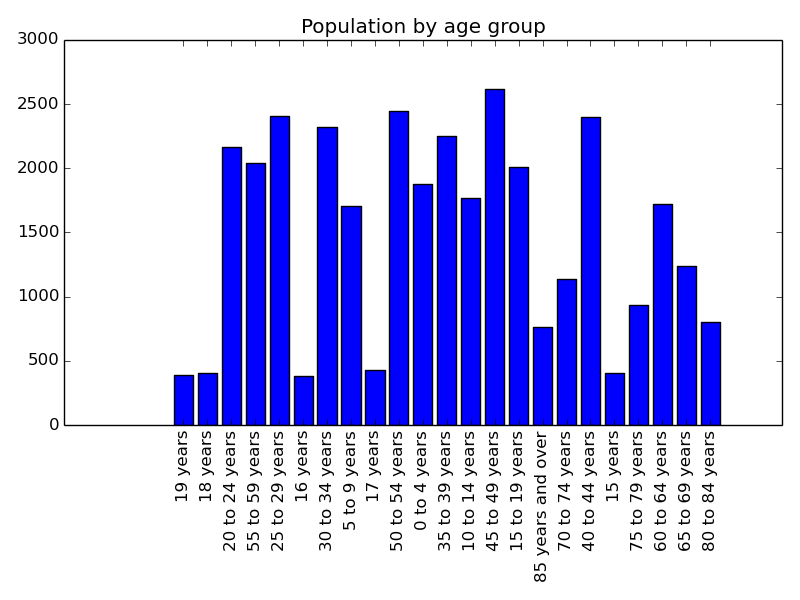 Population by age group
3000
2500
2000
1500
1000
500
0
19 years
18 years
20 to 24 years
55 to 59 years
25 to 29 years
16 years
30 to 34 years
5 to 9 years
17 years
50 to 54 years
0 to 4 years
35 to 39 years
10 to 14 years
45 to 49 years
15 to 19 years
85 years and over
70 to 74 years
40 to 44 years
15 years
75 to 79 years
60 to 64 years
65 to 69 years
80 to 84 years